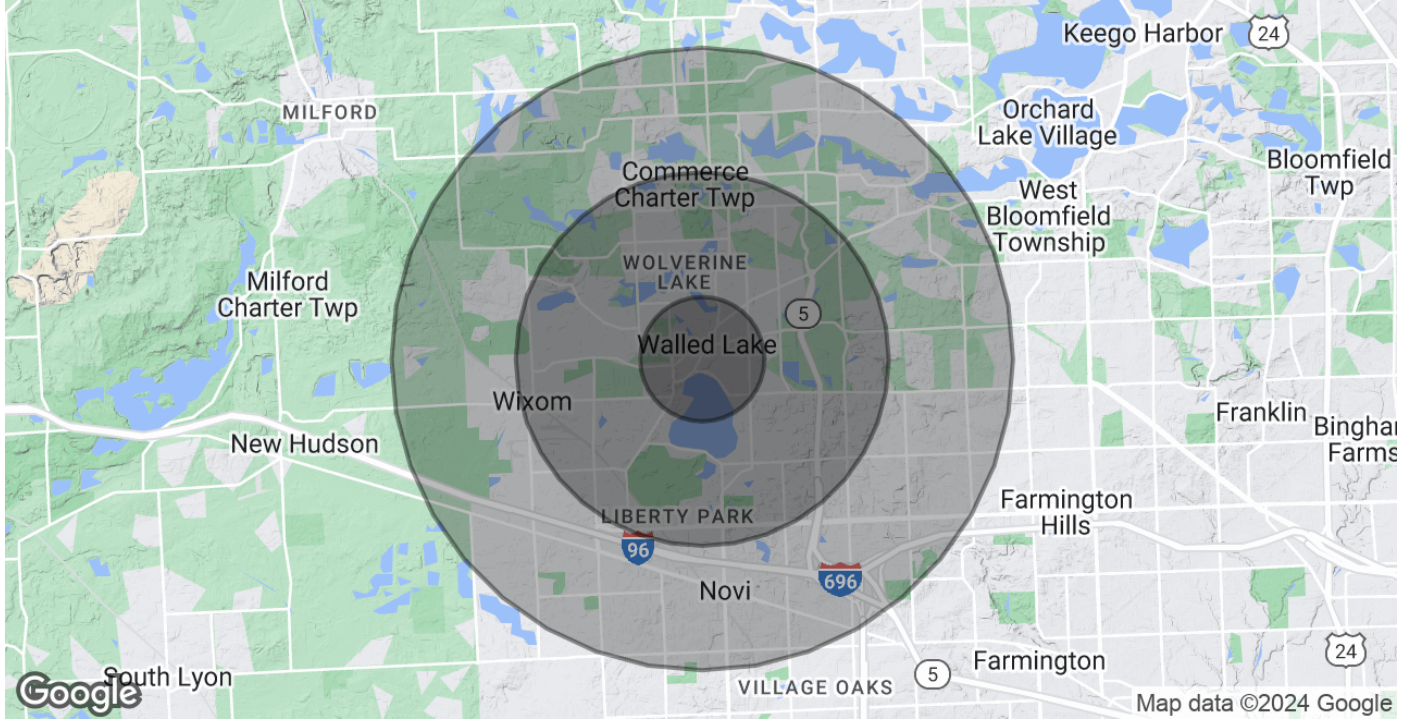 Keego Harbor
24
MILFORD
Orchard
Lake Village
Bloomfield
Twp
Commerce
Charter Twp
West
Bloomfield
Township
WOLVERINE
LAKE
Milford
Charter Twp
5
Walled Lake
Wixom
Franklin
Bingha
Farms
New Hudson
Farmington
Hills
LIBERTY PARK
96
696
Novi
24
Farmington
5
South Lyon
VILLAGE OAKS
Google
Map data ©2024 Google